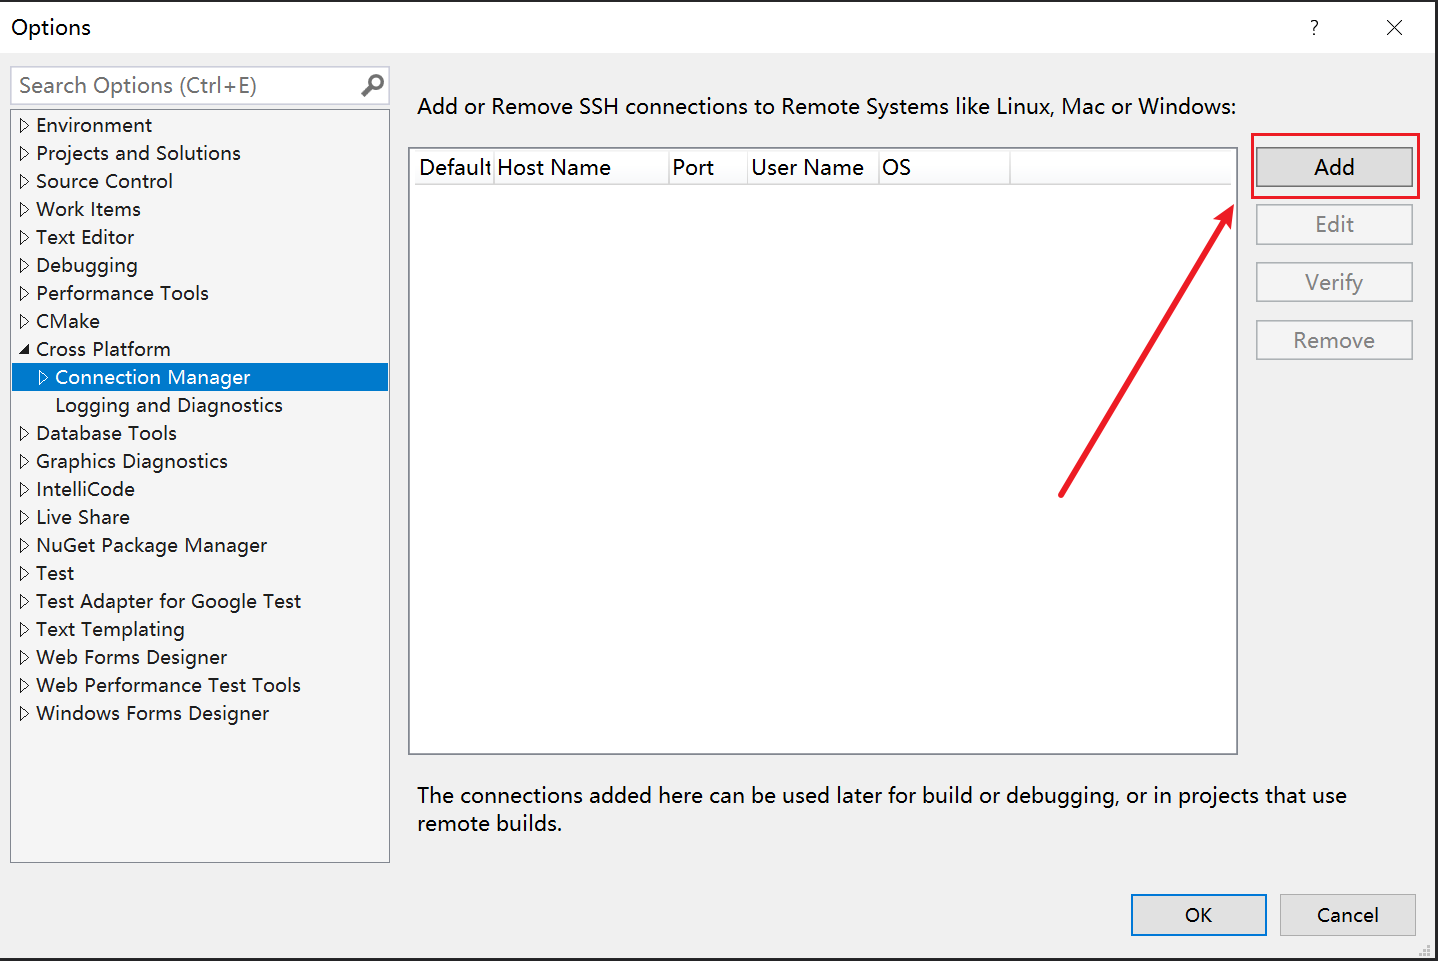 Options
?
Search Options (Ctrl+E)
Environment
Projects and Solutions
Source Control
Work Items
Text Editor
Debugging
Performance Tools
CMake
Cross Platform
Connection Manager
Logging and Diagnostics
Database Tools
Graphics Diagnostics
IntelliCode
Live Share
NuGet Package Manager
Test
Test Adapter for Google Test
Text Templating
Web Forms Designer
Web Performance Test Tools
Windows Forms Designer
Add or Remove SSH connections to Remote Systems like Linux, Mac or Windows:
Default Host Name Port User Name OS
Add
Edit
Verify
Remove
The connections added here can be used later for build or debugging, or in projects that use
remote builds.
OK Cancel